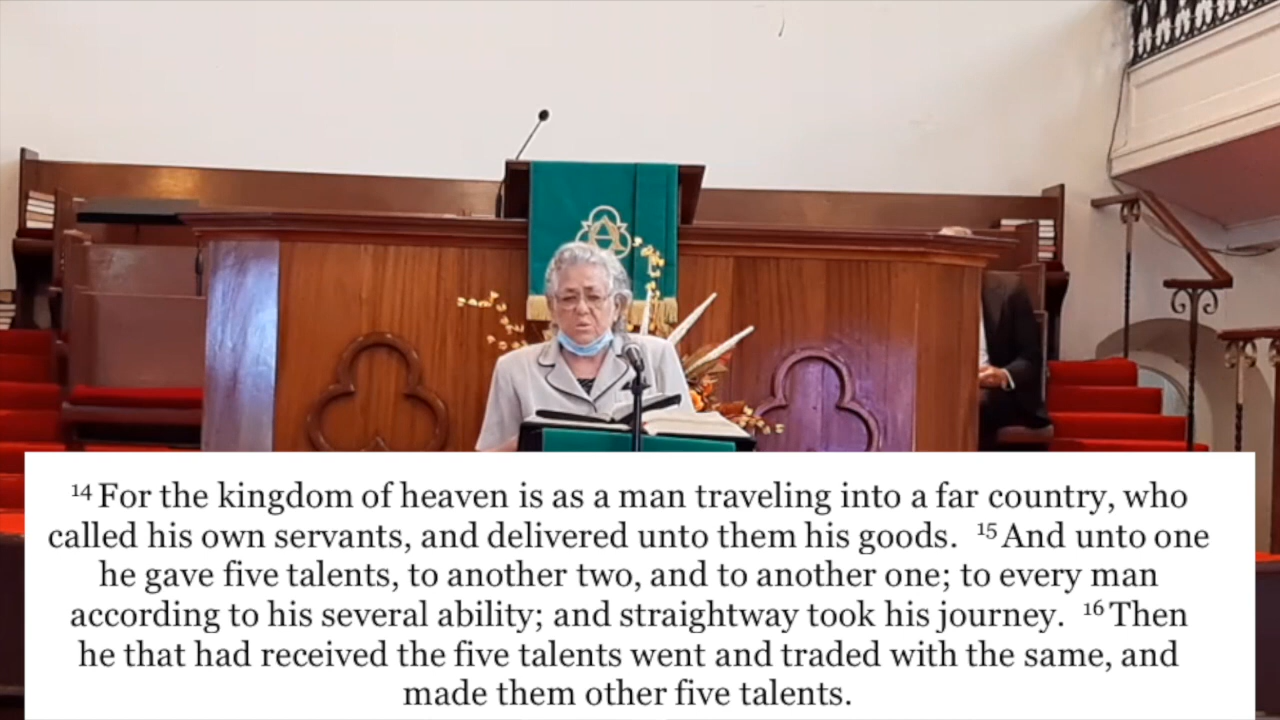 A
¹⁴ For the kingdom of heaven is as a man traveling into a far country, who
called his own servants, and delivered unto them his goods. ¹⁵ And unto one
he gave five talents, to another two, and to another one; to every man
according to his several ability; and straightway took his journey. ¹⁶ Then
he that had received the five talents went and traded with the same, and
made them other five talents.